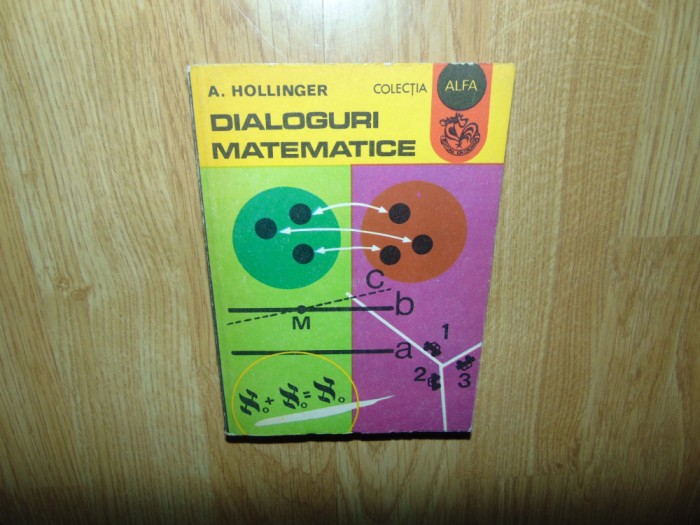 A. HOLLINGER
COLECȚIA
ALFA
DIALOGURI
MATEMATICE
c
b
M
a
1
2
3
+ =